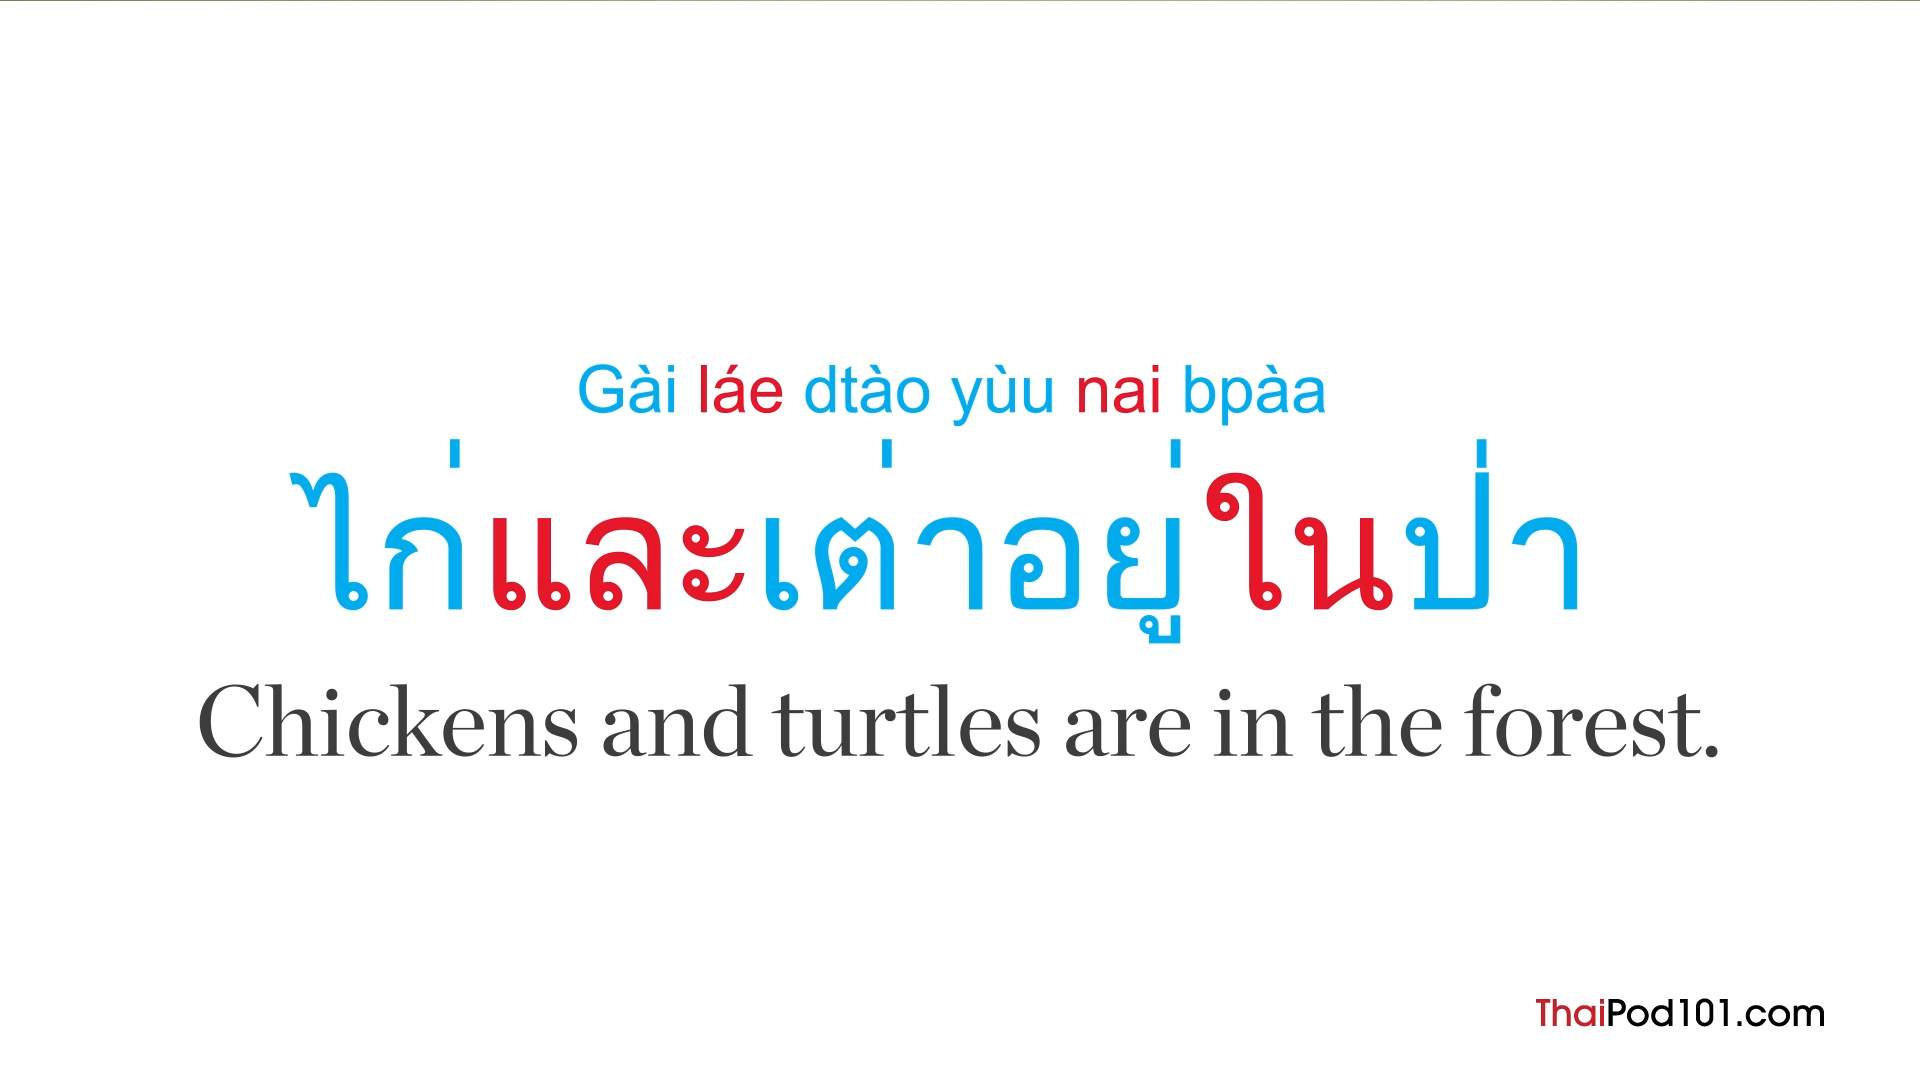 Gài láe dtào yùu nai bpàa
ไก่และเต่าอยู่ในป่า
Chickens and turtles are in the forest.
ThaiPod101.com